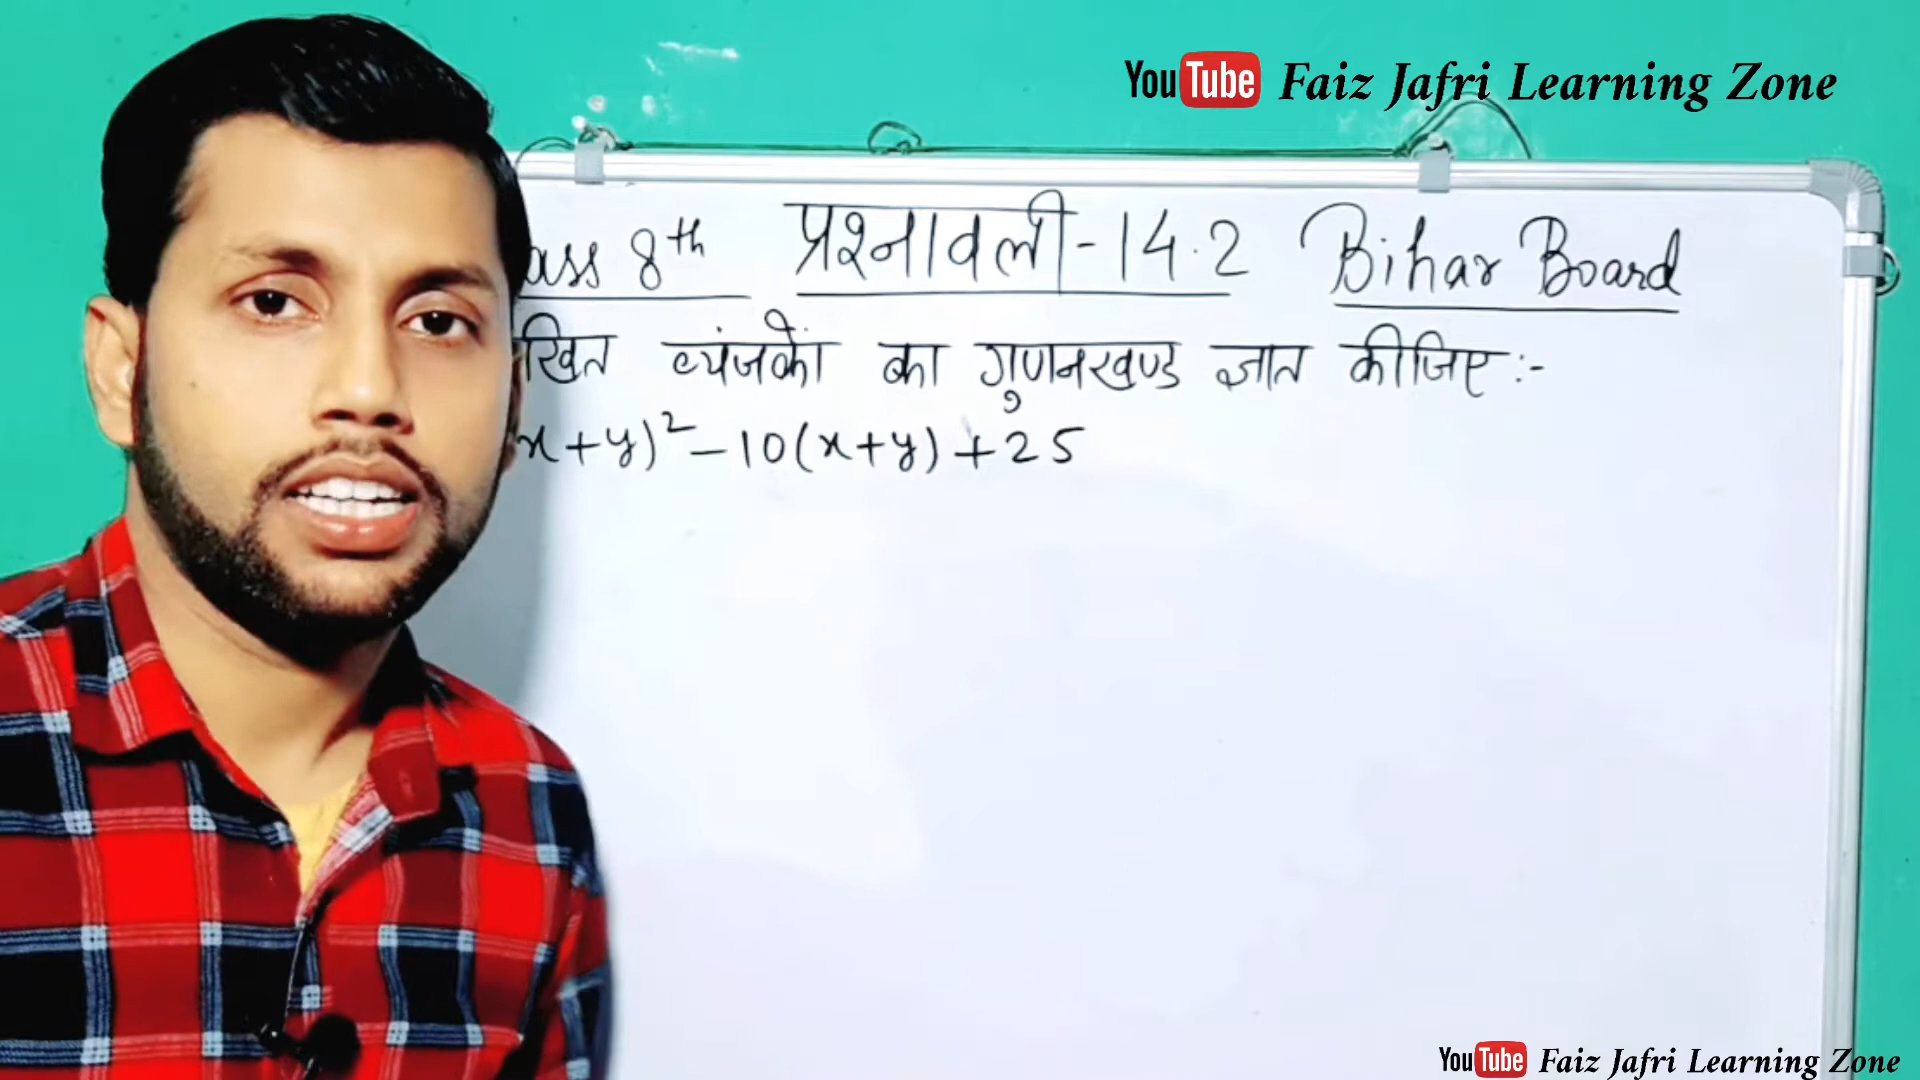 YouTube Faiz Jafri Learning Zone
8th प्रश्नावली-14.2 Bihar Board
व्यंजकों का गुणनखण्ड ज्ञात कीजिए:-
x+y)²-10(x+y)+25
YouTube Faiz Jafri Learning Zone